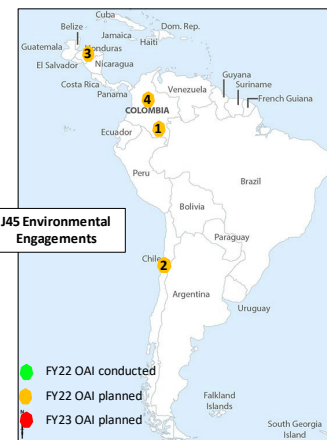 Cuba
Belize
Jamaica
Dom. Rep.
Haiti
Guatemala
Honduras
3
El Salvador
Nicaragua
Costa Rica
Panama
4
Venezuela
Guyana
Suriname
French Guiana
COLOMBIA
1
Ecuador
Peru
Brazil
J45 Environmental
Engagements
Bolivia
Paraguay
Chile
2
Argentina
Uruguay
FY22 OAI conducted
FY22 OAI planned
FY23 OAI planned
Falkland
Islands
South Georgia
Island